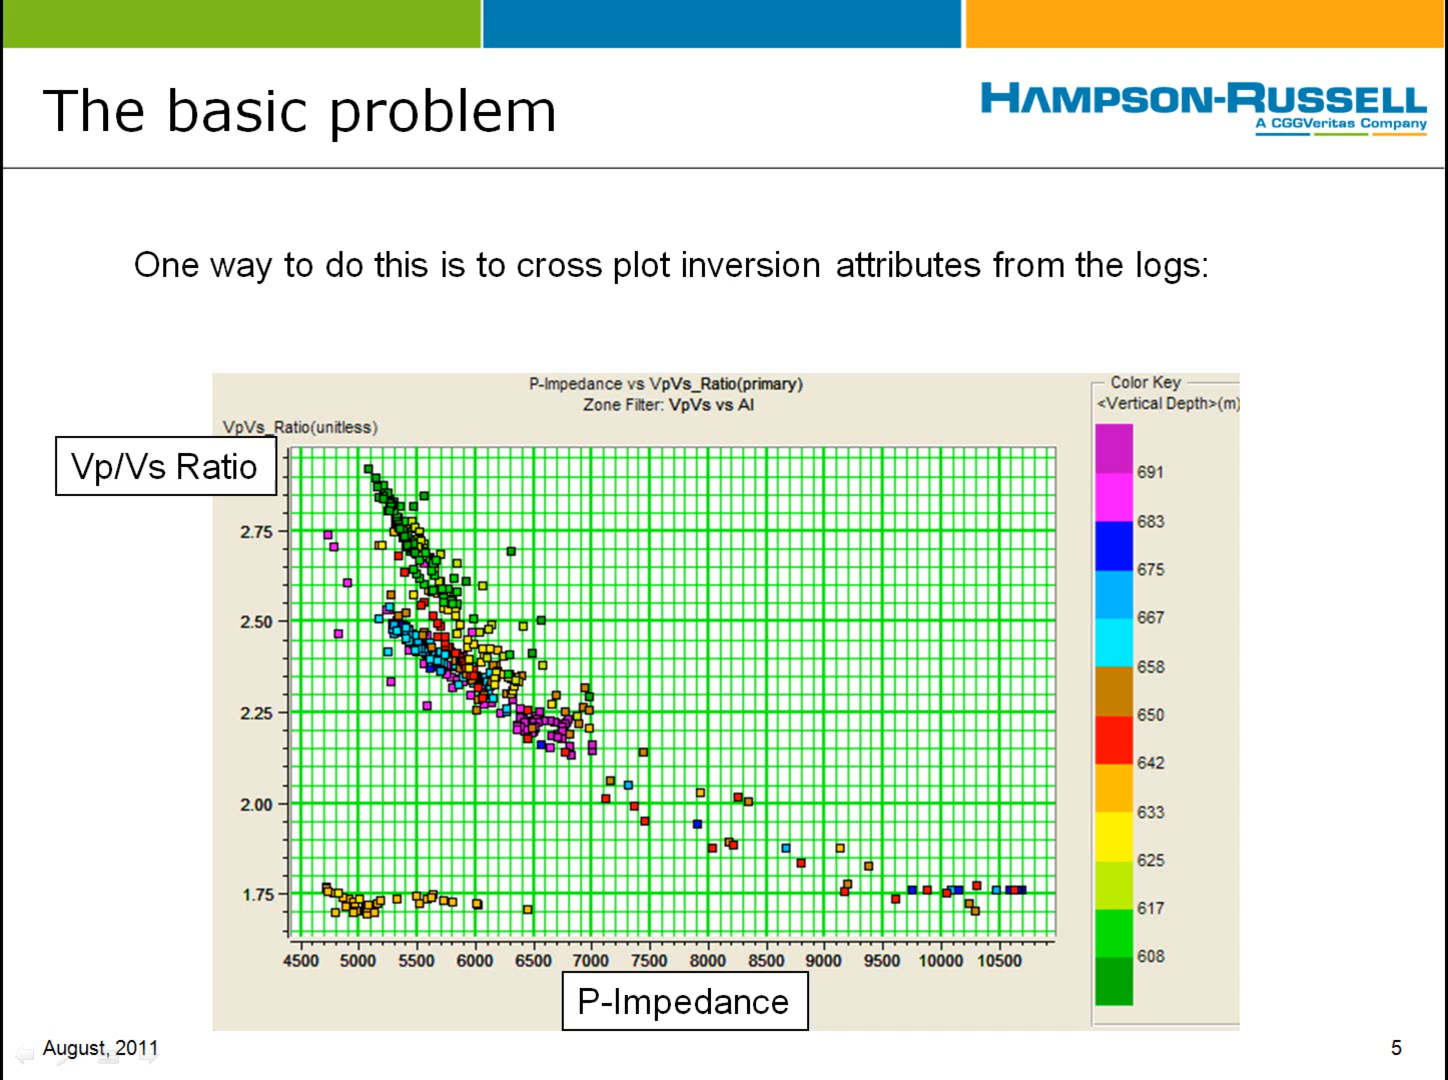 The basic problem
HAMPSON-RUSSELL
A CGGVeritas Company
One way to do this is to cross plot inversion attributes from the logs:
P-Impedance vs VpVs_Ratio(primary)
Zone Filter: VpVs vs AI
VpVs_Ratio(unitless)
Vp/Vs Ratio
2.75
2.50
2.25
2.00
1.75
4500 5000 5500 6000 6500 7000 7500 8000 8500 9000 9500 10000 10500
P-Impedance
Color Key
<Vertical Depth>(m)
691
683
675
667
658
650
642
633
625
617
608
August, 2011
5